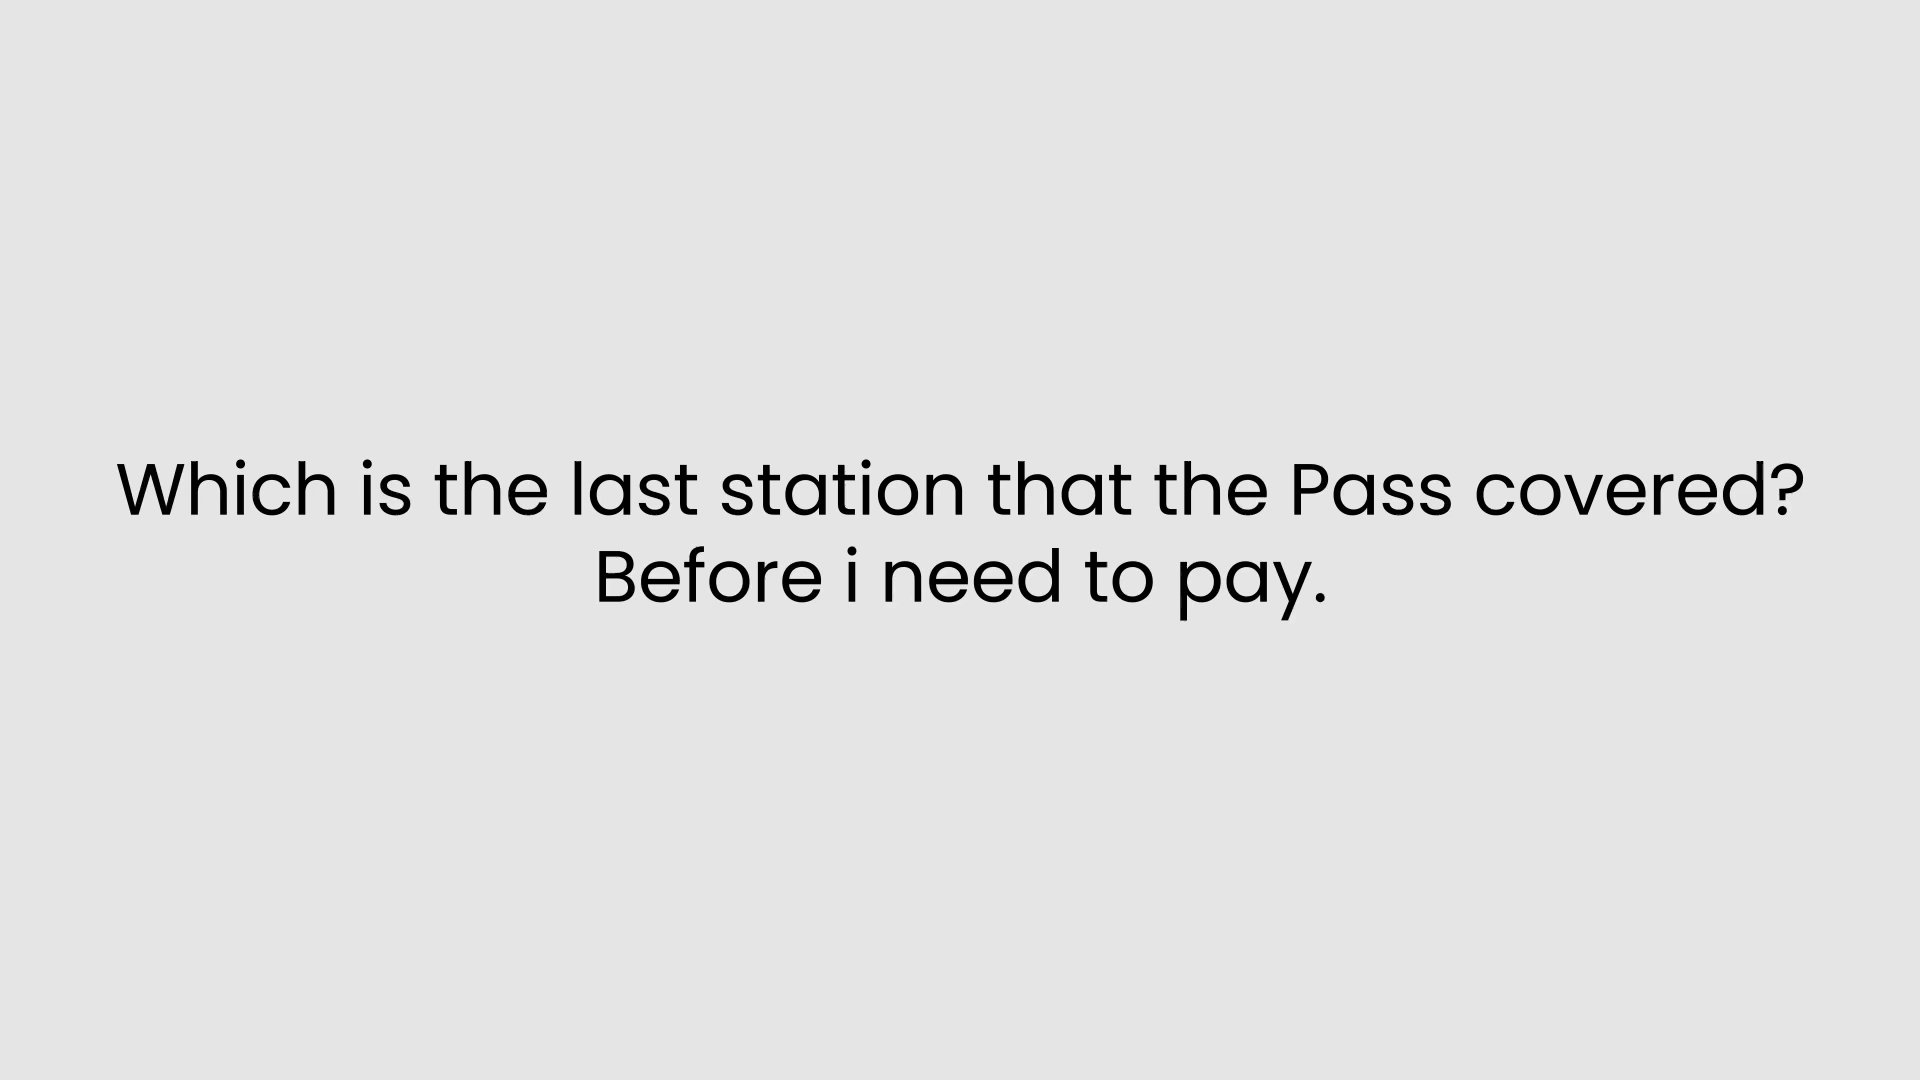 Which is the last station that the Pass covered?
Before i need to pay.